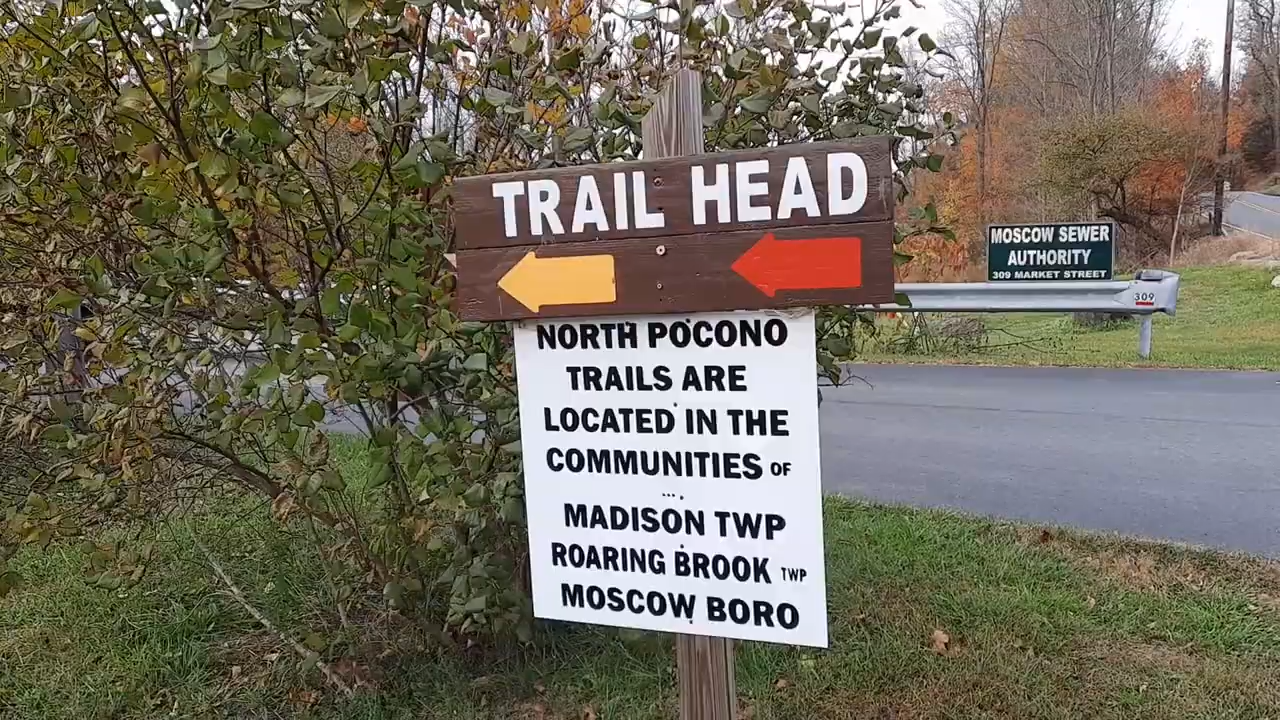 TRAIL HEAD
NORTH POCONO
TRAILS ARE
LOCATED IN THE
COMMUNITIES OF
....
MADISON TWP
ROARING BROOK TWP
MOSCOW BORO
MOSCOW SEWER
AUTHORITY
309 MARKET STREET
309